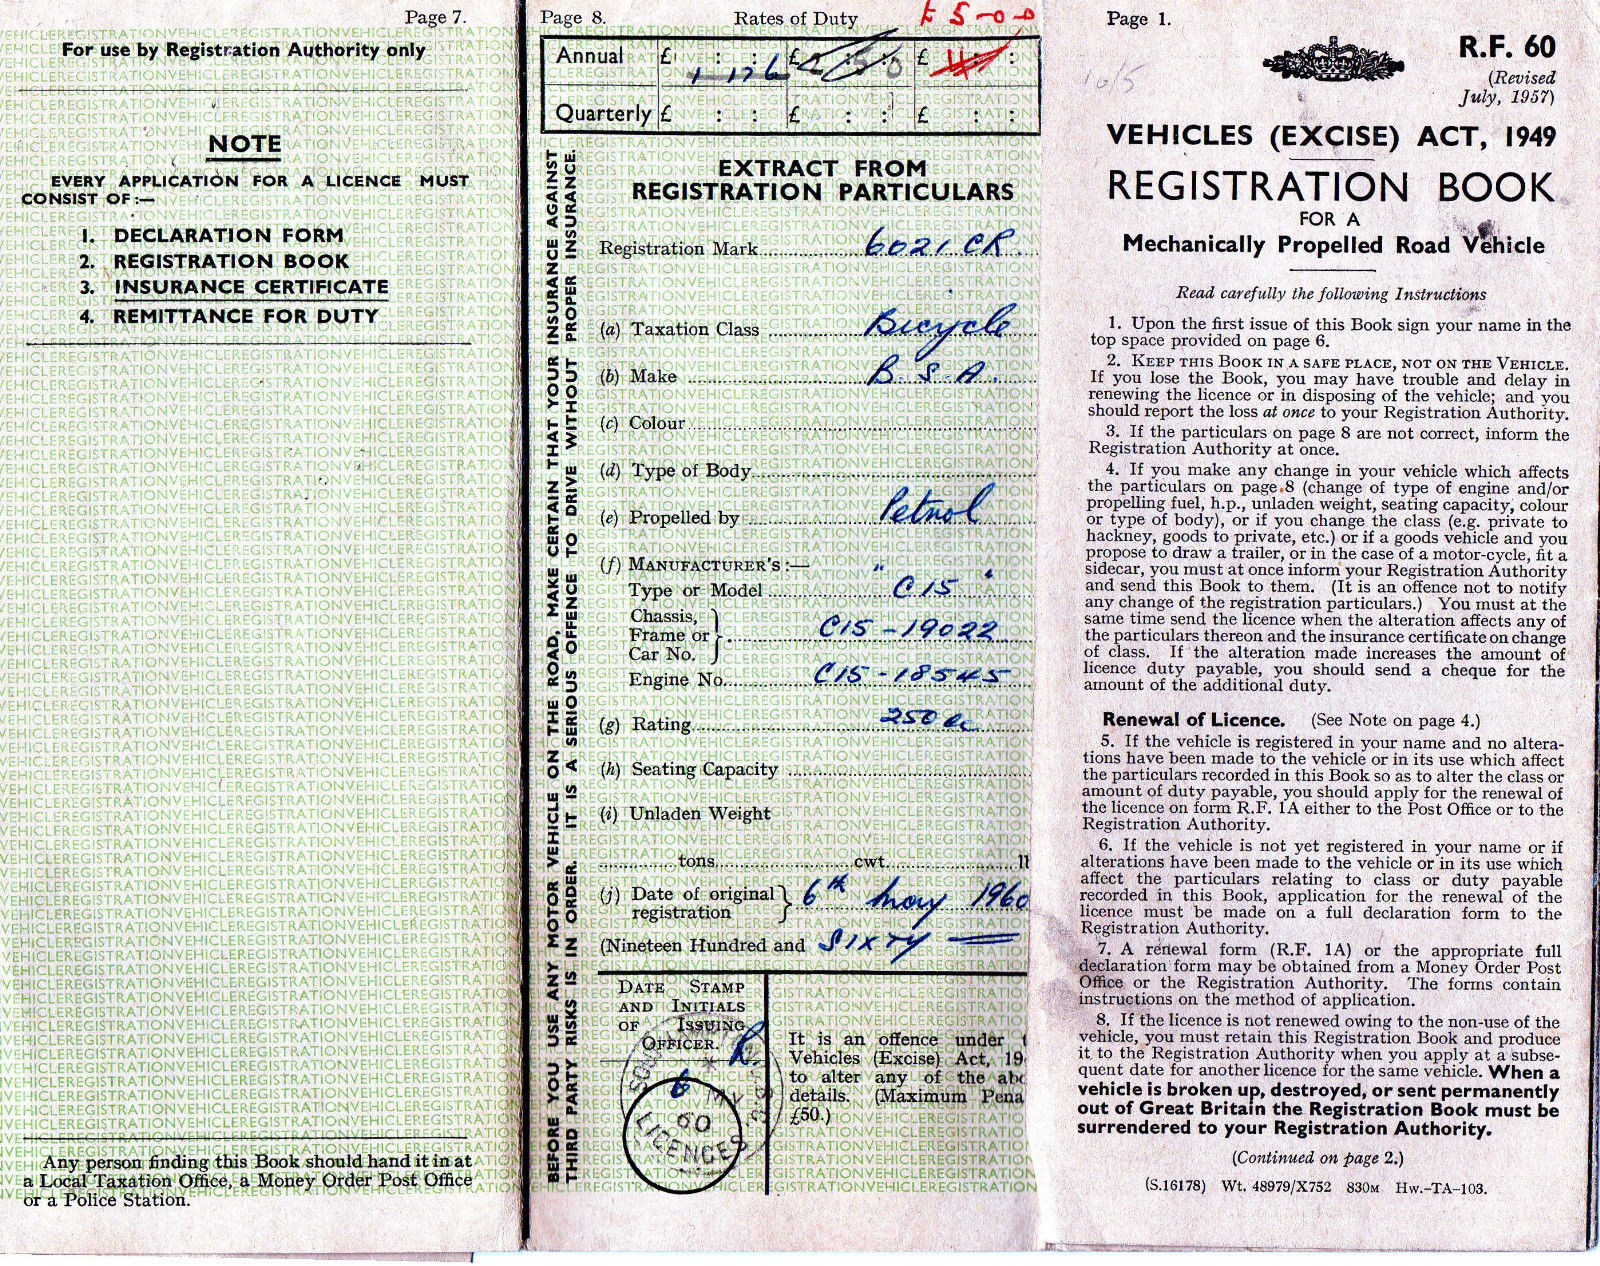 Page 7.
For use by Registration Authority only
NOTE
EVERY APPLICATION FOR A LICENCE MUST
CONSIST OF :—
1. DECLARATION FORM
2. REGISTRATION BOOK
3. INSURANCE CERTIFICATE
4. REMITTANCE FOR DUTY
Any person finding this Book should hand it in at
a Local Taxation Office, a Money Order Post Office
or a Police Station.
Page 8. Rates of Duty £5-0-0
Annual £ 1 17 6 £ £ : :
Quarterly £ : : £ : : £ : :
BEFORE YOU USE ANY MOTOR VEHICLE ON THE ROAD, MAKE CERTAIN THAT YOUR INSURANCE AGAINST
THIRD PARTY RISKS IS IN ORDER. IT IS A SERIOUS OFFENCE TO DRIVE WITHOUT PROPER INSURANCE.
EXTRACT FROM
REGISTRATION PARTICULARS
Registration Mark 6021 CR.
(a) Taxation Class Bicycle
(b) Make B.S.A.
(c) Colour
(d) Type of Body
(e) Propelled by Petrol
(f) MANUFACTURER'S :—
Type or Model "C15"
Chassis,
Frame or C15-19022
Car No.
Engine No. C15-18545
(g) Rating 250 cc
(h) Seating Capacity
(i) Unladen Weight
tons cwt. ll
(j) Date of original 6th May 1960
registration
(Nineteen Hundred and SIXTY
DATE STAMP
AND INITIALS
OF ISSUING
OFFICER.
6 MY
60
LICENCES
It is an offence under t
Vehicles (Excise) Act, 19
to alter any of the abo
details. (Maximum Pena
£50.)
Page 1.
10/5
R.F. 60
(Revised
July, 1957)
VEHICLES (EXCISE) ACT, 1949
REGISTRATION BOOK
FOR A
Mechanically Propelled Road Vehicle
Read carefully the following Instructions
1. Upon the first issue of this Book sign your name in the
top space provided on page 6.
2. KEEP THIS BOOK IN A SAFE PLACE, NOT ON THE VEHICLE.
If you lose the Book, you may have trouble and delay in
renewing the licence or in disposing of the vehicle; and you
should report the loss at once to your Registration Authority.
3. If the particulars on page 8 are not correct, inform the
Registration Authority at once.
4. If you make any change in your vehicle which affects
the particulars on page 8 (change of type of engine and/or
propelling fuel, h.p., unladen weight, seating capacity, colour
or type of body), or if you change the class (e.g. private to
hackney, goods to private, etc.) or if a goods vehicle and you
propose to draw a trailer, or in the case of a motor-cycle, fit a
sidecar, you must at once inform your Registration Authority
and send this Book to them. (It is an offence not to notify
any change of the registration particulars.) You must at the
same time send the licence when the alteration affects any of
the particulars thereon and the insurance certificate on change
of class. If the alteration made increases the amount of
licence duty payable, you should send a cheque for the
amount of the additional duty.
Renewal of Licence. (See Note on page 4.)
5. If the vehicle is registered in your name and no altera-
tions have been made to the vehicle or in its use which affect
the particulars recorded in this Book so as to alter the class or
amount of duty payable, you should apply for the renewal of
the licence on form R.F. 1A either to the Post Office or to the
Registration Authority.
6. If the vehicle is not yet registered in your name or if
alterations have been made to the vehicle or in its use which
affect the particulars relating to class or duty payable
recorded in this Book, application for the renewal of the
licence must be made on a full declaration form to the
Registration Authority.
7. A renewal form (R.F. 1A) or the appropriate full
declaration form may be obtained from a Money Order Post
Office or the Registration Authority. The forms contain
instructions on the method of application.
8. If the licence is not renewed owing to the non-use of the
vehicle, you must retain this Registration Book and produce
it to the Registration Authority when you apply at a subse-
quent date for another licence for the same vehicle. When a
vehicle is broken up, destroyed, or sent permanently
out of Great Britain the Registration Book must be
surrendered to your Registration Authority.
(Continued on page 2.)
(S.16178) Wt. 48979/X752 830M Hw.-TA-103.